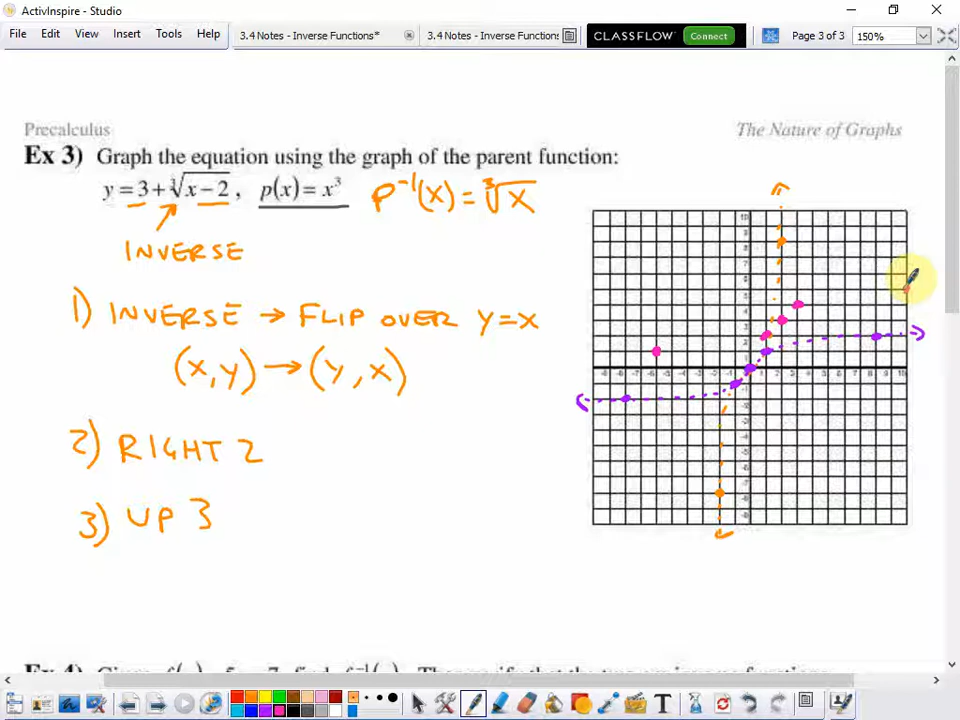 ActivInspire - Studio
File Edit View Insert Tools Help 3.4 Notes - Inverse Functions* 3.4 Notes - Inverse Functions CLASSFLOW Connect Page 3 of 3 150%
Precalculus The Nature of Graphs
Ex 3) Graph the equation using the graph of the parent function:
y = 3 + ∛x − 2 , p(x) = x³ P⁻¹(x) = ∛x
INVERSE
1) INVERSE → FLIP OVER y=x
(x,y) → (y,x)
2) RIGHT 2
3) UP 3